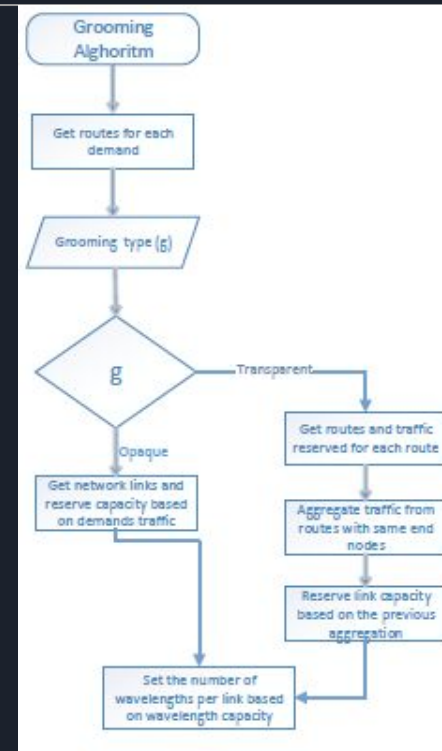 Grooming
Alghoritm
Get routes for each
demand
Grooming type (g)
g
Transparent
Opaque
Get routes and traffic
reserved for each route
Get network links and
reserve capacity based
on demands traffic
Aggregate traffic from
routes with same end
nodes
Reserve link capacity
based on the previous
aggregation
Set the number of
wavelengths per link based
on wavelength capacity